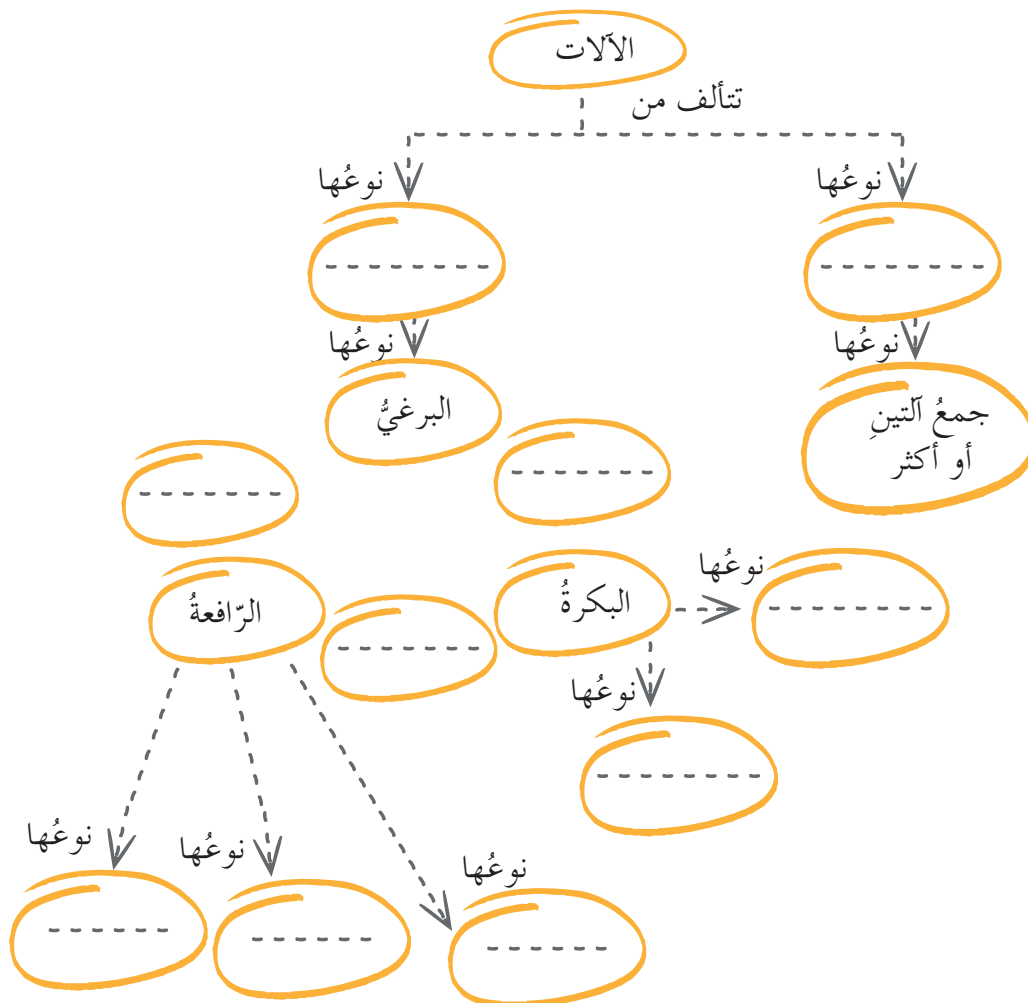 الآلات
تتألف من
نوعُها
نوعُها
نوعُها
نوعُها
جمعُ آلتينِ
أو أكثر
البرغيُّ
نوعُها
البكرةُ
الرّافعةُ
نوعُها
نوعُها
نوعُها
نوعُها